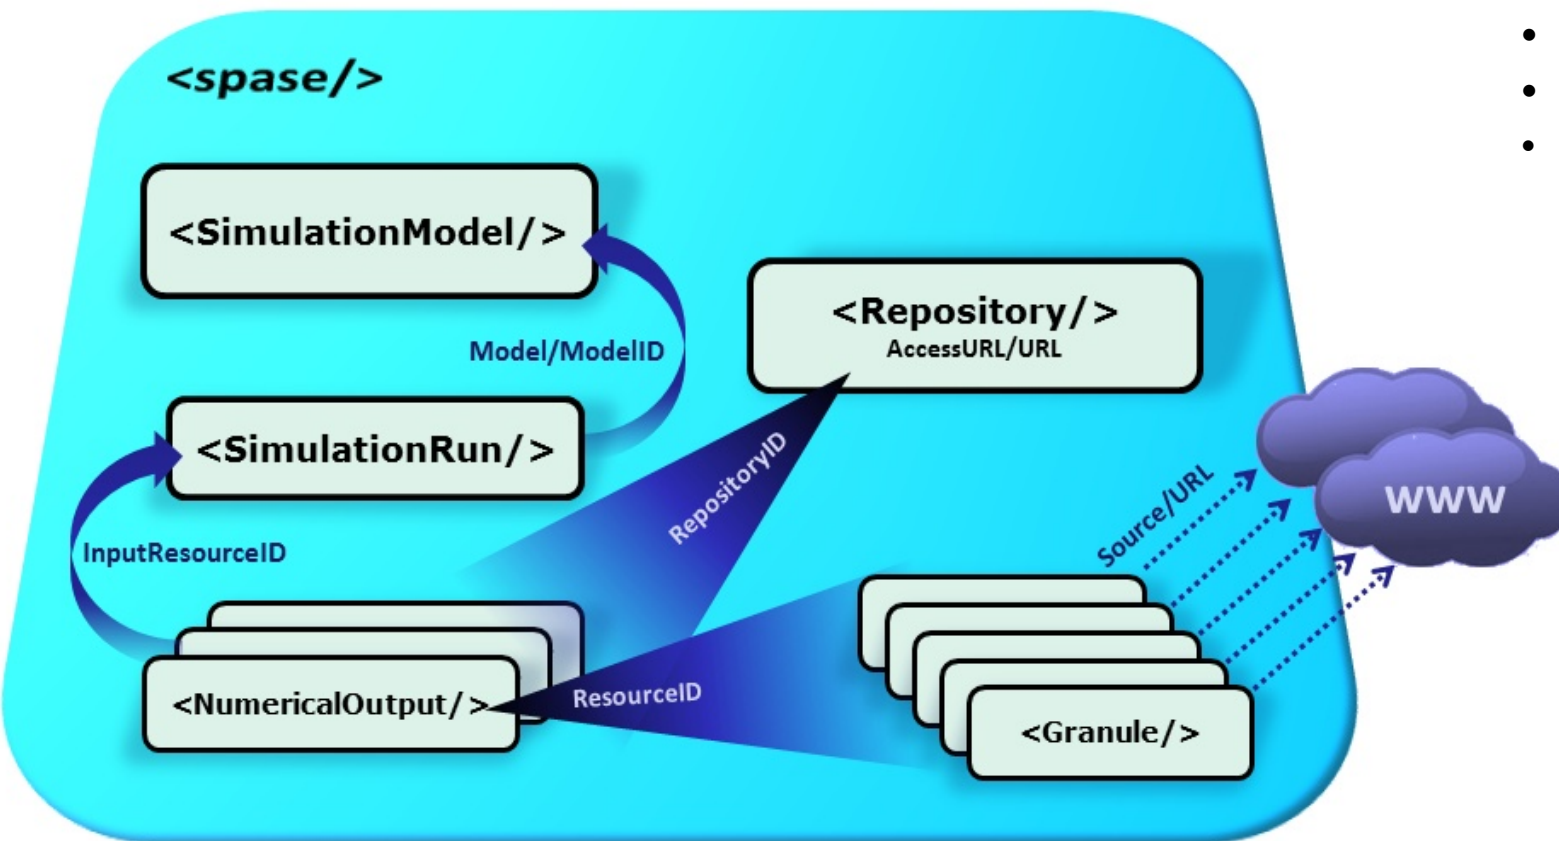 <spase/>
<SimulationModel/>
<Repository/>
AccessURL/URL
Model/ModelID
<SimulationRun/>
RepositoryID
Source/URL
WWW
InputResourceID
<NumericalOutput/>
ResourceID
<Granule/>